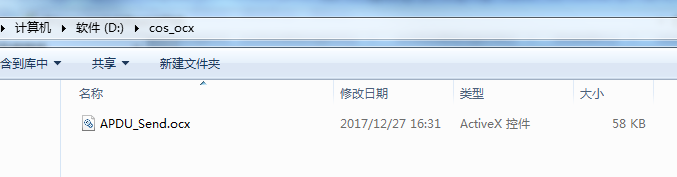 计算机 软件 (D:) cos_ocx
含到库中 共享 新建文件夹
名称 修改日期 类型 大小
APDU_Send.ocx 2017/12/27 16:31 ActiveX 控件 58 KB